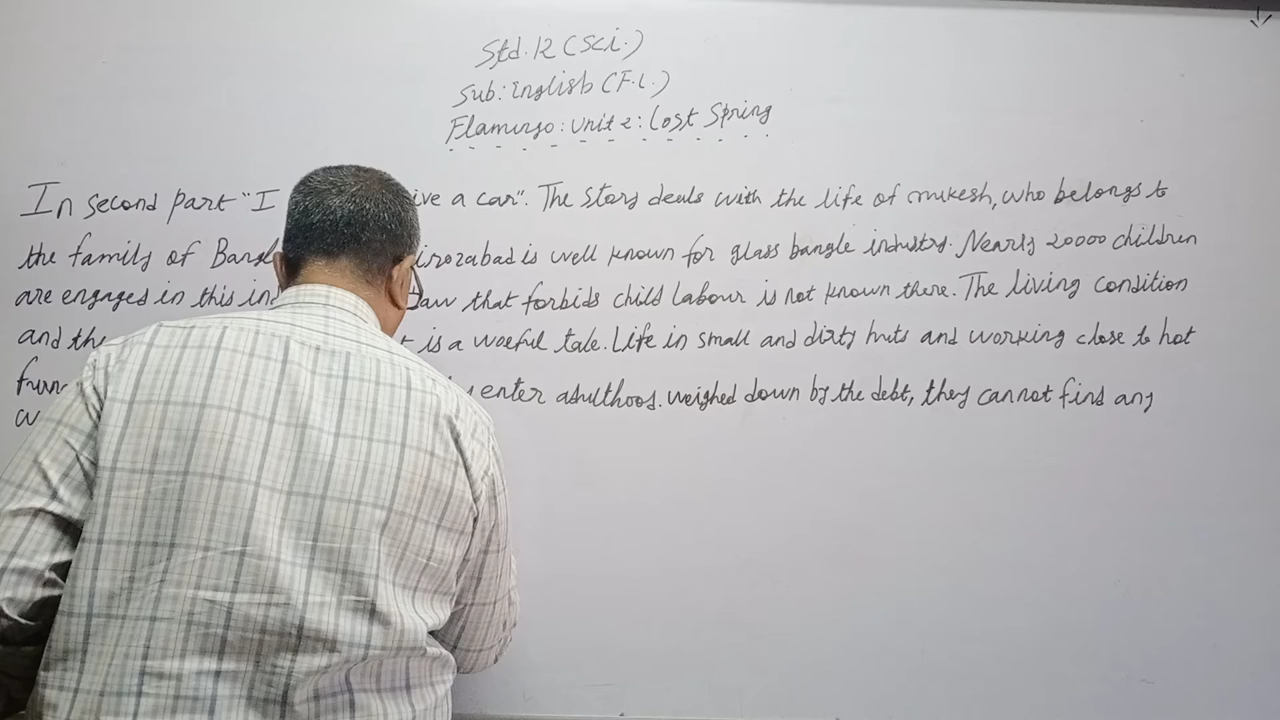 Std. 12 (Sci.)
Sub: English (F.L.)
Flamingo: Unit 2: Lost Spring
In second part "I ive a car". The story deals with the life of mukesh, who belongs to
the family of Bang irozabad is well known for glass bangle industry. Nearly 20000 children
are engaged in this in law that forbids child labour is not known there. The living condition
and the is a woeful tale. Life in small and dirty huts and working close to hot
furn enter adulthood. weighed down by the debt, they cannot find any
w